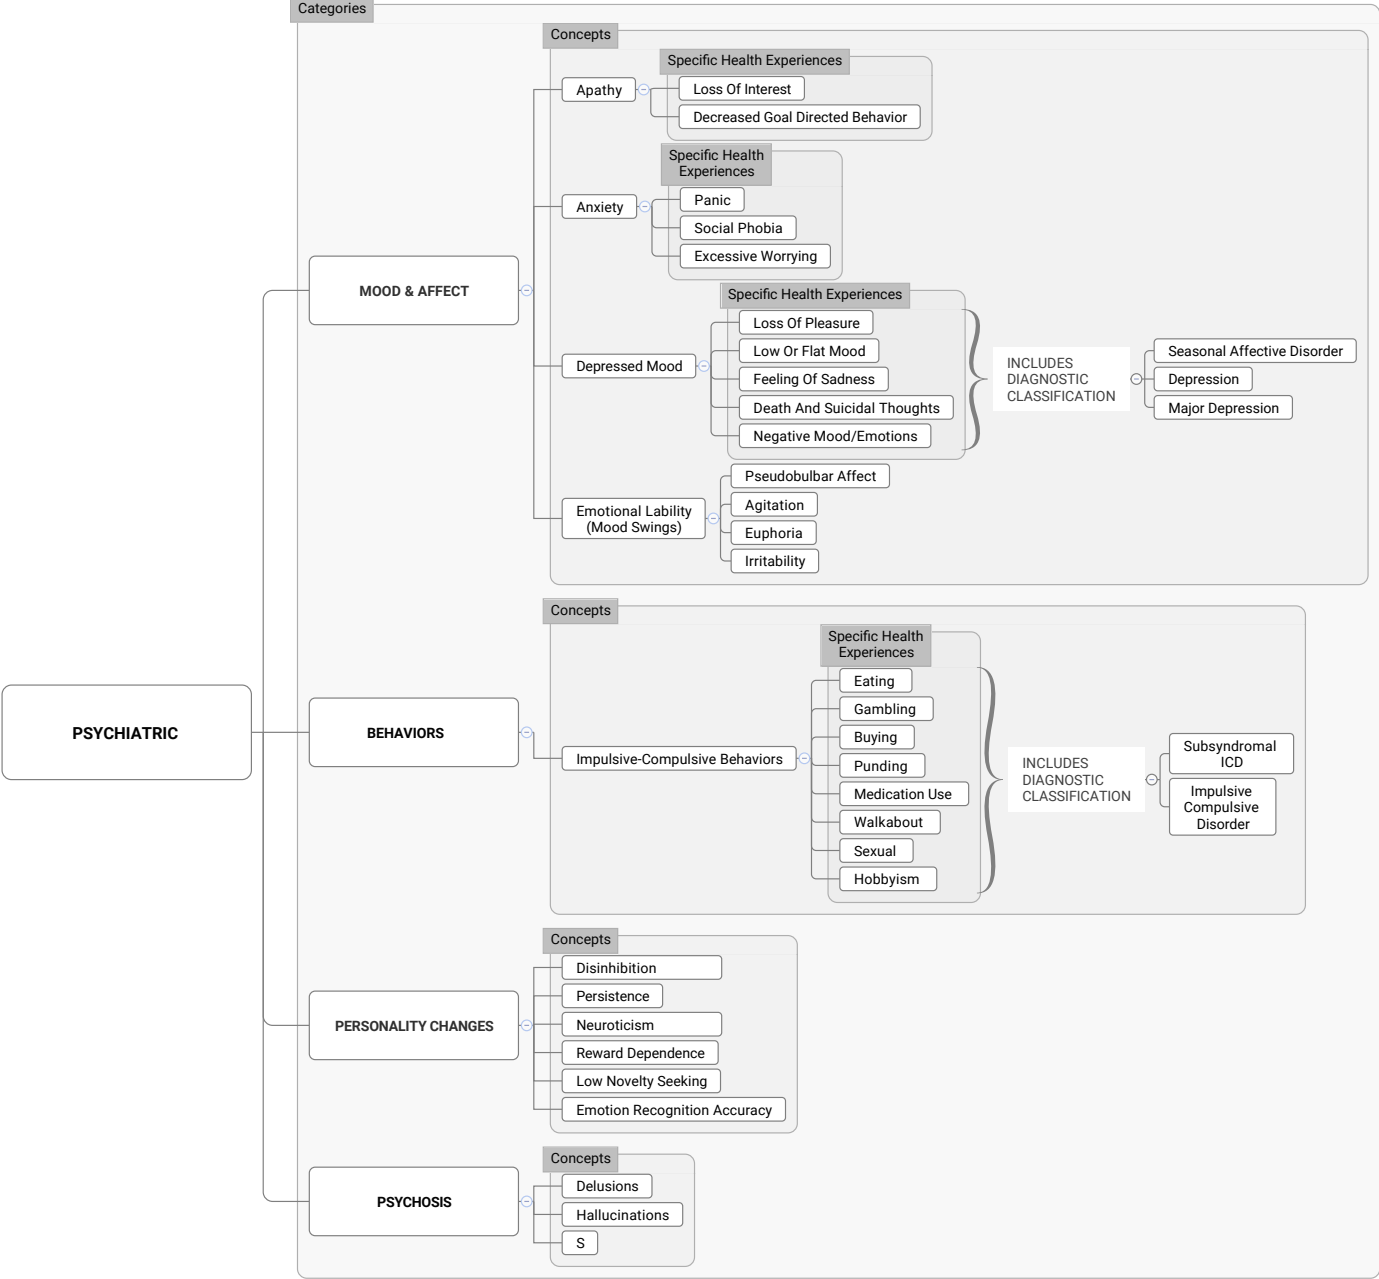 Categories
Concepts
Specific Health Experiences
Apathy
Loss Of Interest
Decreased Goal Directed Behavior
Specific Health
Experiences
Anxiety
Panic
Social Phobia
Excessive Worrying
MOOD & AFFECT
Specific Health Experiences
Depressed Mood
Loss Of Pleasure
Low Or Flat Mood
Feeling Of Sadness
Death And Suicidal Thoughts
Negative Mood/Emotions
INCLUDES
DIAGNOSTIC
CLASSIFICATION
Seasonal Affective Disorder
Depression
Major Depression
Emotional Lability
(Mood Swings)
Pseudobulbar Affect
Agitation
Euphoria
Irritability
PSYCHIATRIC
BEHAVIORS
Concepts
Impulsive-Compulsive Behaviors
Specific Health
Experiences
Eating
Gambling
Buying
Punding
Medication Use
Walkabout
Sexual
Hobbyism
INCLUDES
DIAGNOSTIC
CLASSIFICATION
Subsyndromal
ICD
Impulsive
Compulsive
Disorder
PERSONALITY CHANGES
Concepts
Disinhibition
Persistence
Neuroticism
Reward Dependence
Low Novelty Seeking
Emotion Recognition Accuracy
PSYCHOSIS
Concepts
Delusions
Hallucinations
S